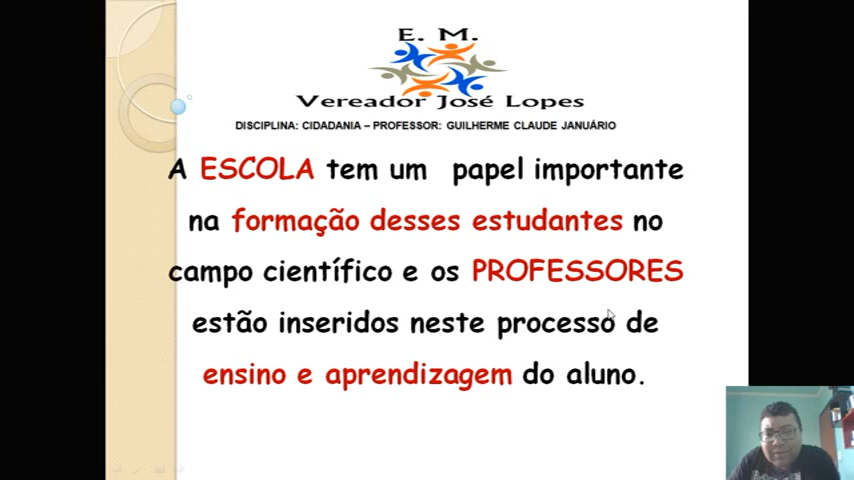 E. M.
Vereador José Lopes
DISCIPLINA: CIDADANIA – PROFESSOR: GUILHERME CLAUDE JANUÁRIO
A ESCOLA tem um papel importante
na formação desses estudantes no
campo científico e os PROFESSORES
estão inseridos neste processo de
ensino e aprendizagem do aluno.